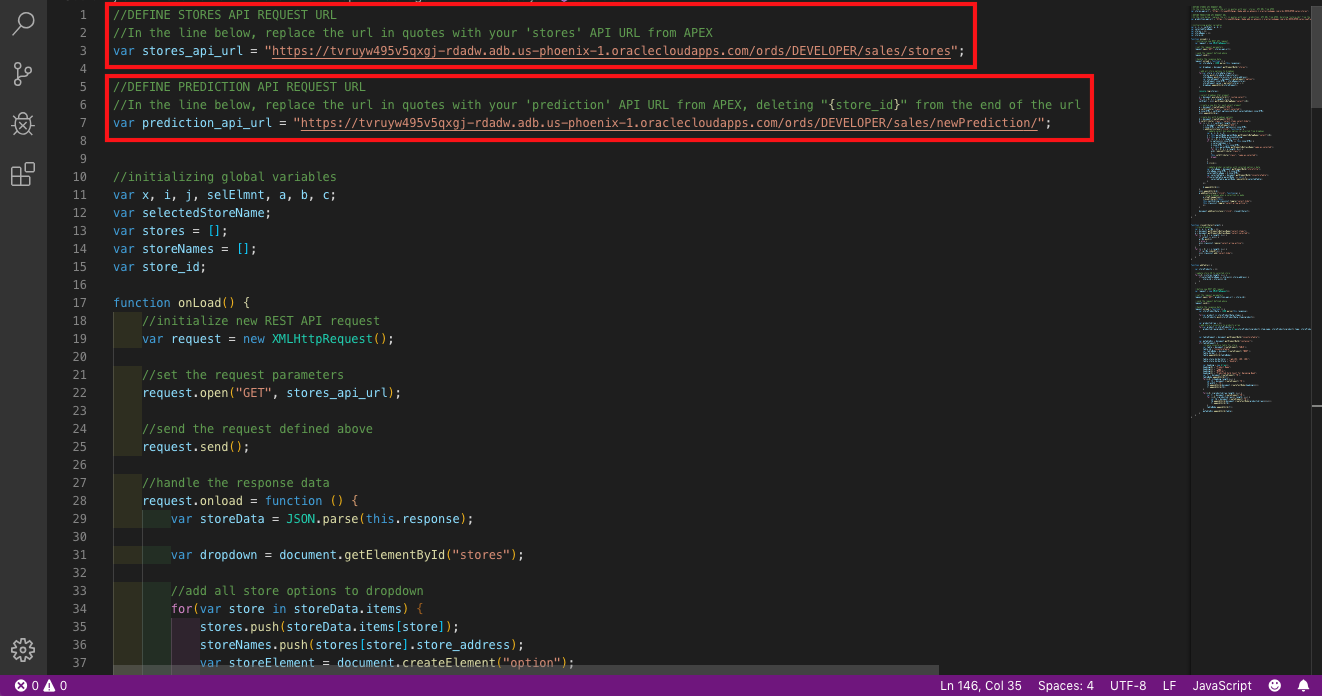 1 //DEFINE STORES API REQUEST URL
2 //In the line below, replace the url in quotes with your 'stores' API URL from APEX
3 var stores_api_url = "https://tvruyw495v5qxgj-rdadw.adb.us-phoenix-1.oraclecloudapps.com/ords/DEVELOPER/sales/stores";
4
5 //DEFINE PREDICTION API REQUEST URL
6 //In the line below, replace the url in quotes with your 'prediction' API URL from APEX, deleting "{store_id}" from the end of the url
7 var prediction_api_url = "https://tvruyw495v5qxgj-rdadw.adb.us-phoenix-1.oraclecloudapps.com/ords/DEVELOPER/sales/newPrediction/";
8
9
10 //initializing global variables
11 var x, i, j, selElmnt, a, b, c;
12 var selectedStoreName;
13 var stores = [];
14 var storeNames = [];
15 var store_id;
16
17 function onLoad() {
18 //initialize new REST API request
19 var request = new XMLHttpRequest();
20
21 //set the request parameters
22 request.open("GET", stores_api_url);
23
24 //send the request defined above
25 request.send();
26
27 //handle the response data
28 request.onload = function () {
29 var storeData = JSON.parse(this.response);
30
31 var dropdown = document.getElementById("stores");
32
33 //add all store options to dropdown
34 for(var store in storeData.items) {
35 stores.push(storeData.items[store]);
36 storeNames.push(stores[store].store_address);
37 var storeElement = document.createElement("option");
0 0 Ln 146, Col 35 Spaces: 4 UTF-8 LF JavaScript